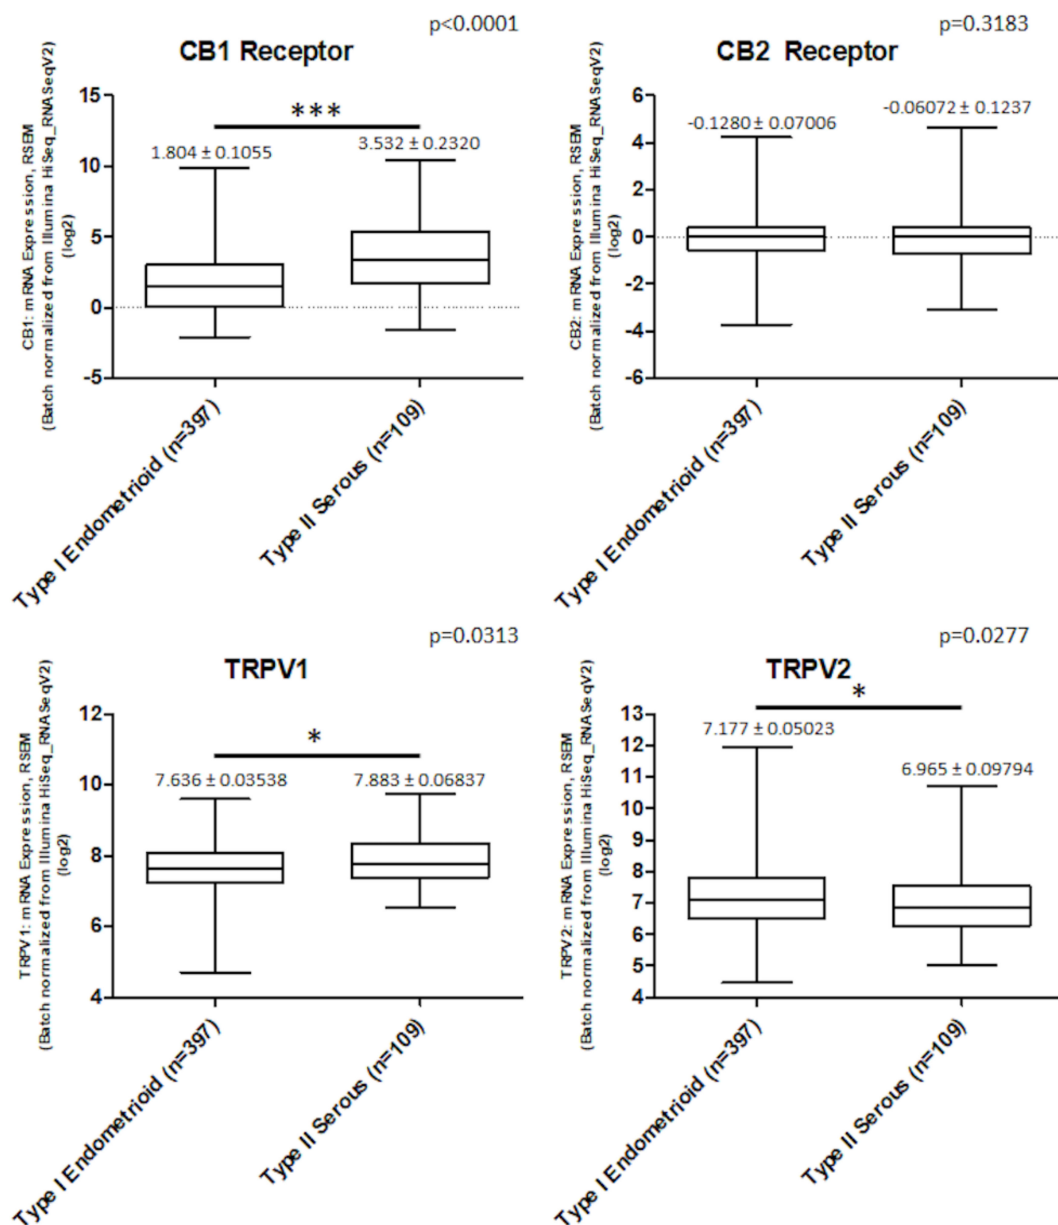 p<0.0001
CB1 Receptor
CB1: mRNA Expression, RSEM
(Batch normalized from Illumina HiSeq_RNASeqV2)
(log2)
15
10
5
0
-5
***
1.804 ± 0.1055
3.532 ± 0.2320
Type I Endometrioid (n=397)
Type II Serous (n=109)
p=0.3183
CB2 Receptor
CB2: mRNA Expression, RSEM
(Batch normalized from Illumina HiSeq_RNASeqV2)
(log2)
6
4
2
0
-2
-4
-6
-0.1280 ± 0.07006
-0.06072 ± 0.1237
Type I Endometrioid (n=397)
Type II Serous (n=109)
p=0.0313
TRPV1
TRPV1: mRNA Expression, RSEM
(Batch normalized from Illumina HiSeq_RNASeqV2)
(log2)
12
10
8
6
4
*
7.636 ± 0.03538
7.883 ± 0.06837
Type I Endometrioid (n=397)
Type II Serous (n=109)
p=0.0277
TRPV2
TRPV2: mRNA Expression, RSEM
(Batch normalized from Illumina HiSeq_RNASeqV2)
(log2)
13
12
11
10
9
8
7
6
5
4
*
7.177 ± 0.05023
6.965 ± 0.09794
Type I Endometrioid (n=397)
Type II Serous (n=109)